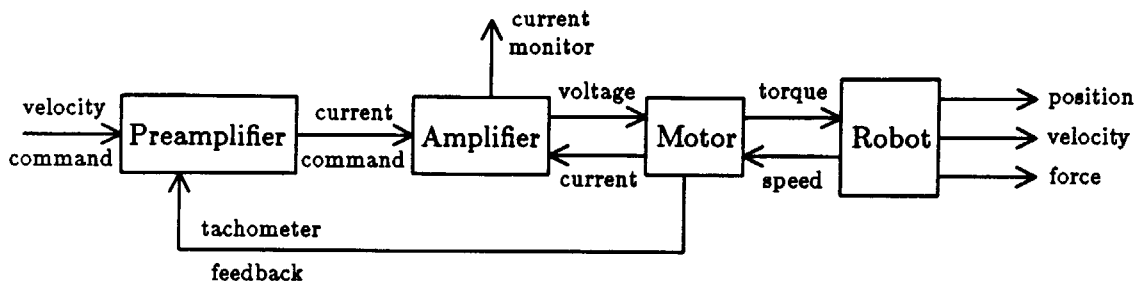 current
monitor
velocity
command
Preamplifier
current
command
Amplifier
voltage
current
Motor
torque
speed
Robot
position
velocity
force
tachometer
feedback